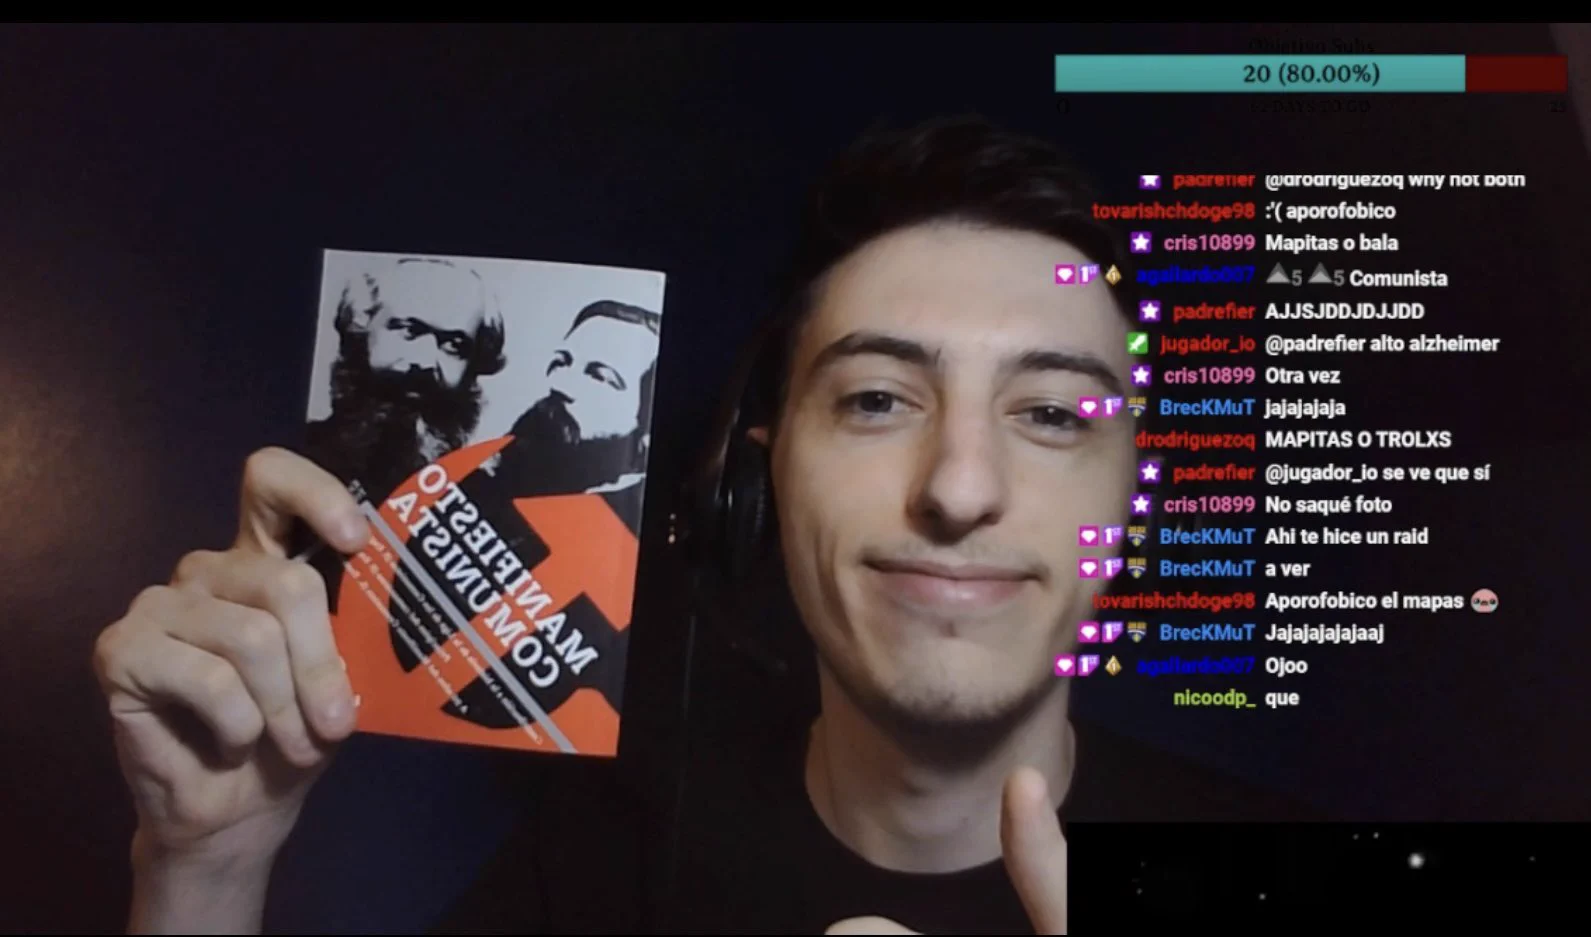 Objetivo Subs
20 (80.00%)
0
padrefier @drodriguezoq why not both
tovarishchdoge98 :'( aporofobico
cris10899 Mapitas o bala
agallardo007 5 5 Comunista
padrefier AJJSJDDJDJJDD
jugador_io @padrefier alto alzheimer
cris10899 Otra vez
BrecKMuT jajajajaja
drodriguezoq MAPITAS O TROLXS
padrefier @jugador_io se ve que sí
cris10899 No saqué foto
BrecKMuT Ahi te hice un raid
BrecKMuT a ver
tovarishchdoge98 Aporofobico el mapas
BrecKMuT Jajajajajajaaj
agallardo007 Ojoo
nicoodp_ que
MANIFIESTO
COMUNISTA